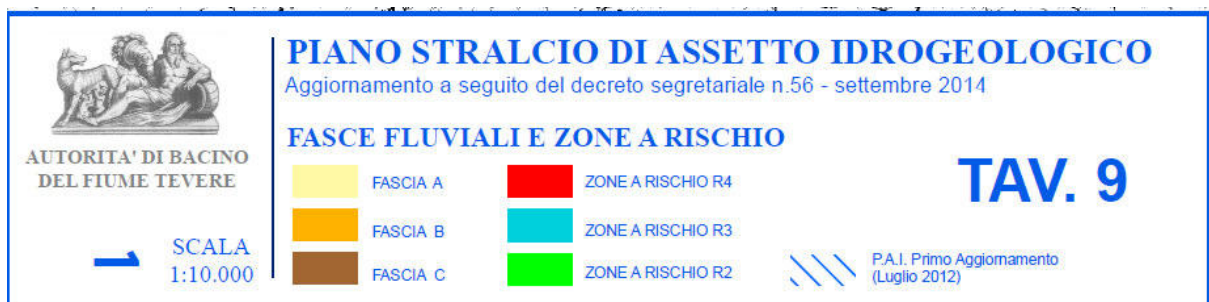 AUTORITA' DI BACINO
DEL FIUME TEVERE
SCALA
1:10.000
PIANO STRALCIO DI ASSETTO IDROGEOLOGICO
Aggiornamento a seguito del decreto segretariale n.56 - settembre 2014
FASCE FLUVIALI E ZONE A RISCHIO
FASCIA A
FASCIA B
FASCIA C
ZONE A RISCHIO R4
ZONE A RISCHIO R3
ZONE A RISCHIO R2
TAV. 9
P.A.I. Primo Aggiornamento
(Luglio 2012)